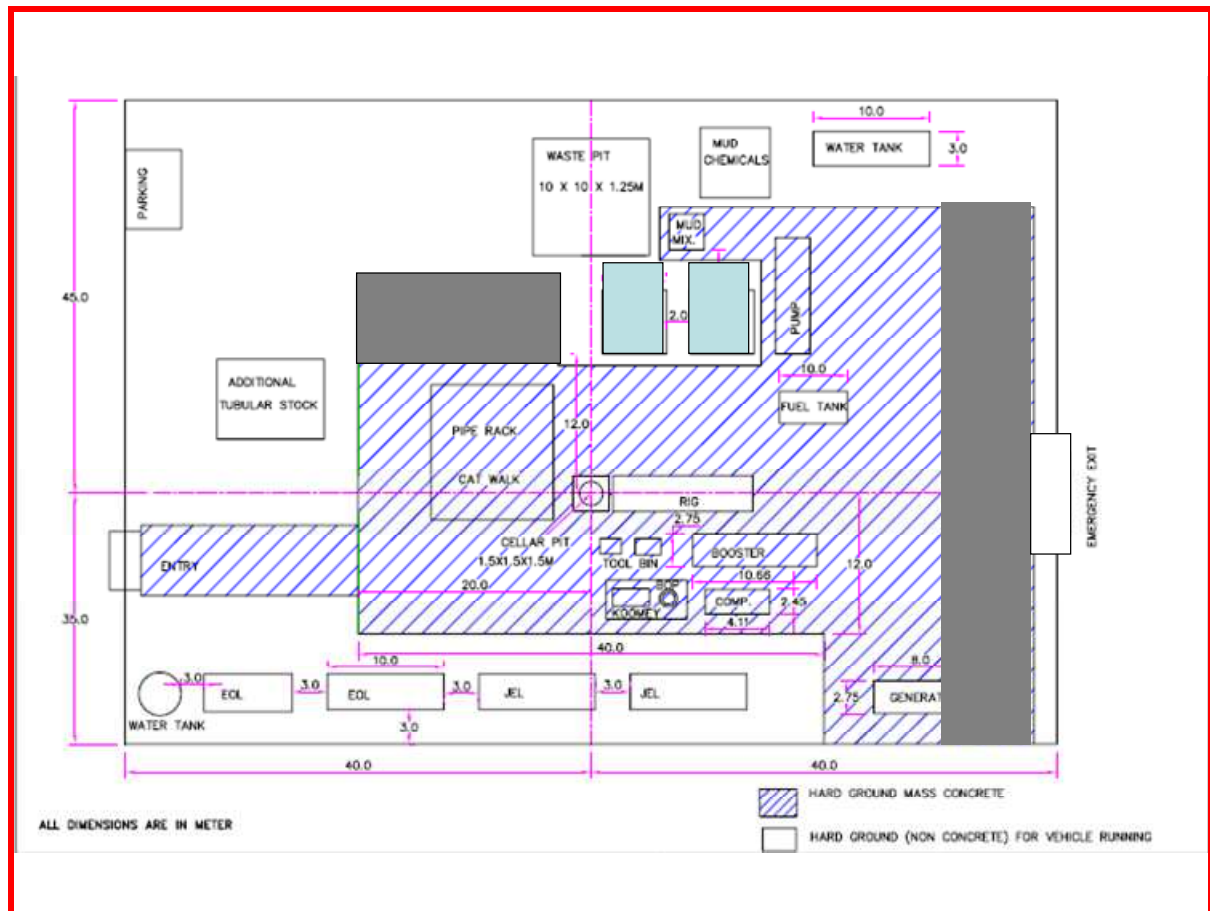 10.0
WATER TANK
3.0
MUD
CHEMICALS
WASTE PIT
10 X 10 X 1.25M
PARKING
MUD
MIX.
45.0
2.0
PUMP
10.0
FUEL TANK
ADDITIONAL
TUBULAR STOCK
12.0
PIPE RACK
CAT WALK
RIG
EMERGENCY EXIT
2.75
CELLAR PIT
1.5X1.5X1.5M
TOOL BIN
BOOSTER
10.66
12.0
ENTRY
20.0
BOP
KOOMEY
COMP.
2.45
4.11
35.0
40.0
10.0
8.0
3.0
EOL
3.0
EOL
3.0
JEL
3.0
JEL
2.75
GENERAT
WATER TANK
3.0
40.0
40.0
HARD GROUND MASS CONCRETE
ALL DIMENSIONS ARE IN METER
HARD GROUND (NON CONCRETE) FOR VEHICLE RUNNING